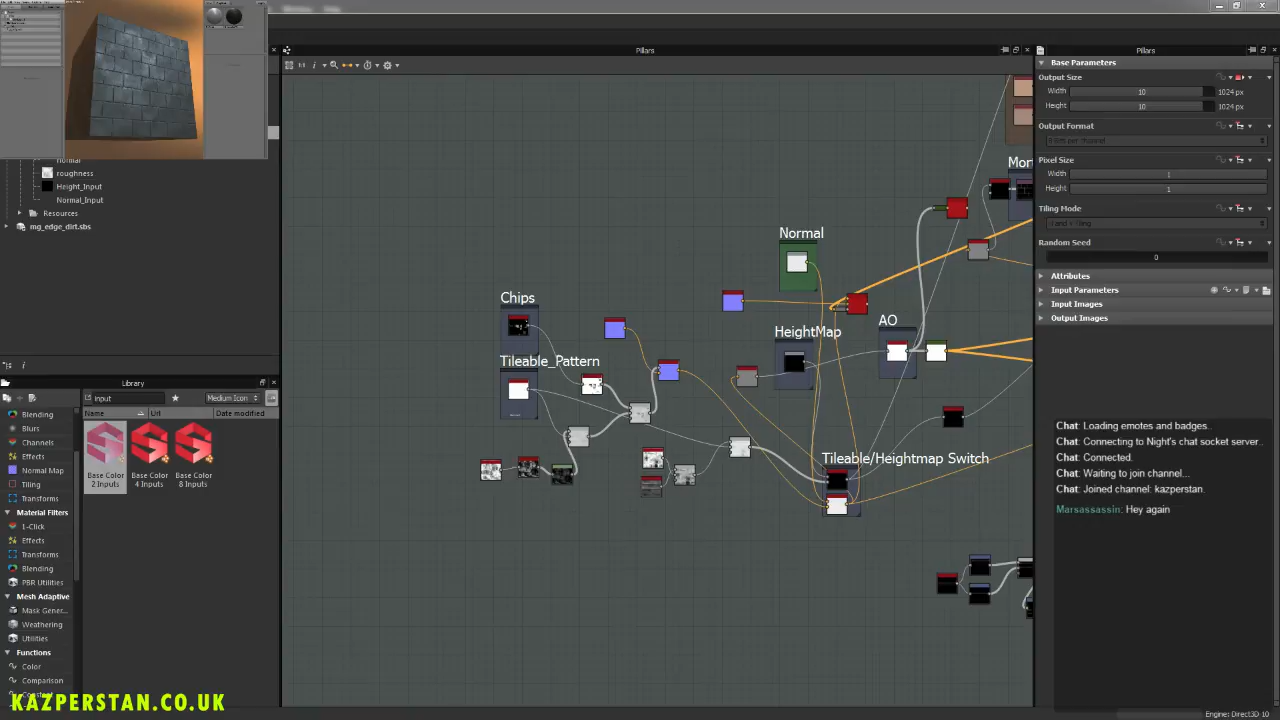 Pillars
Pillars
Base Parameters
Output Size
Width 10 1024 px
Height 10 1024 px
Output Format
Pixel Size
Width 1
Height 1
Tiling Mode
Random Seed
0
Attributes
Input Parameters
Input Images
Output Images
normal
roughness
Height_Input
Normal_Input
Resources
mg_edge_dirt.sbs
Library
input
Medium Icon
Name Url Date modified
Blending
Blurs
Channels
Effects
Normal Map
Tiling
Transforms
Material Filters
1-Click
Effects
Transforms
Blending
PBR Utilities
Mesh Adaptive
Mask Gener...
Weathering
Utilities
Functions
Color
Comparison
Base Color 2 Inputs
Base Color 4 Inputs
Base Color 8 Inputs
Mort
Normal
Chips
HeightMap
AO
Tileable_Pattern
Tileable/Heightmap Switch
Chat: Loading emotes and badges..
Chat: Connecting to Night's chat socket server..
Chat: Connected.
Chat: Waiting to join channel...
Chat: Joined channel: kazperstan.
Marsassassin: Hey again
KAZPERSTAN.CO.UK
Engine: Direct3D 10